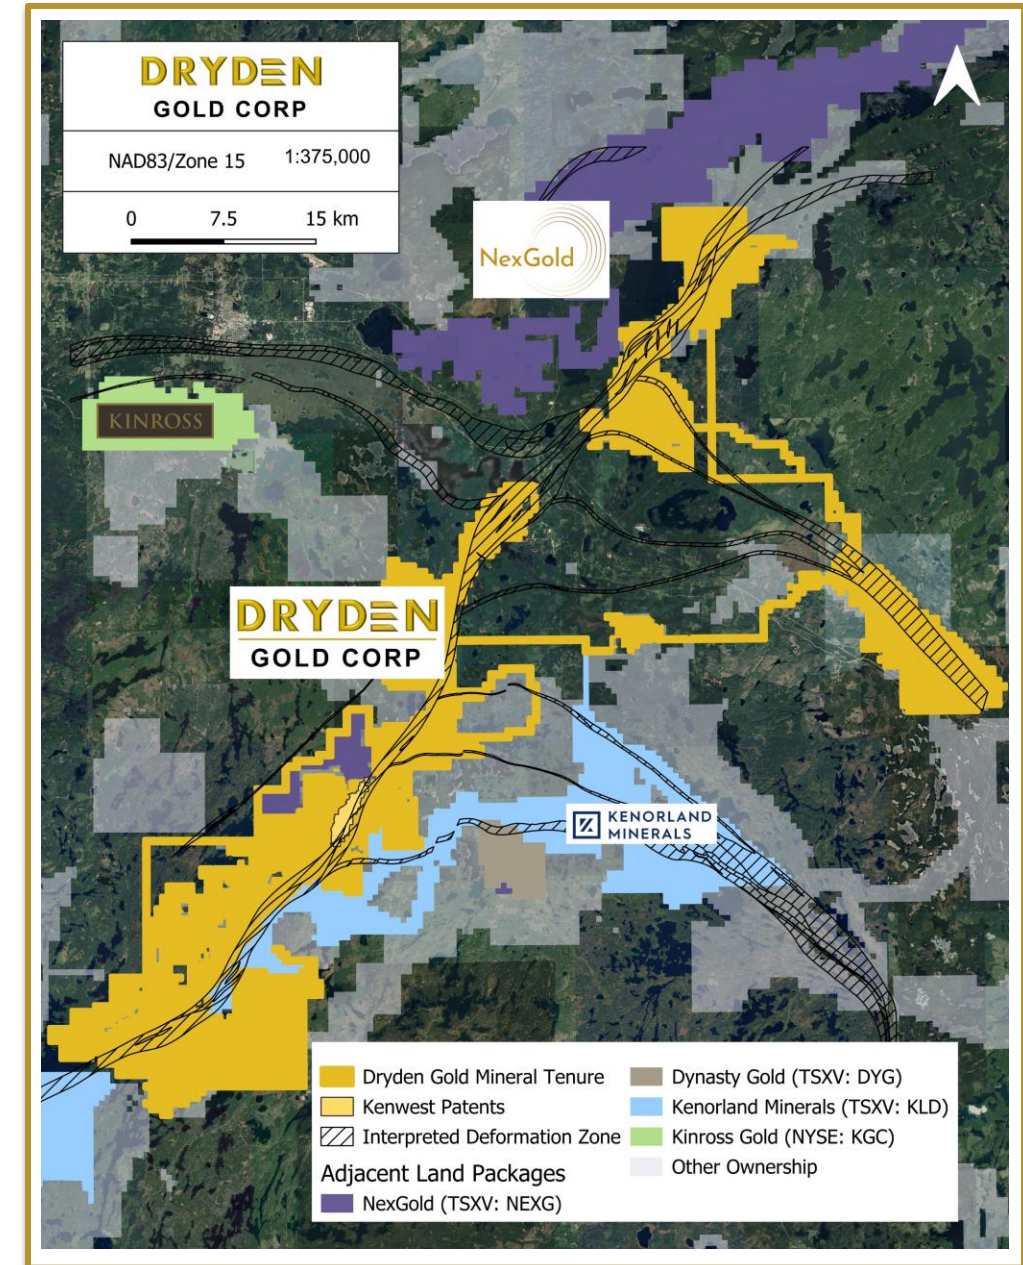 DRYDEN
GOLD CORP
NAD83/Zone 15 1:375,000
0 7.5 15 km
NexGold
KINROSS
DRYDEN
GOLD CORP
KENORLAND
MINERALS
Dryden Gold Mineral Tenure
Kenwest Patents
Interpreted Deformation Zone
Adjacent Land Packages
NexGold (TSXV: NEXG)
Dynasty Gold (TSXV: DYG)
Kenorland Minerals (TSXV: KLD)
Kinross Gold (NYSE: KGC)
Other Ownership